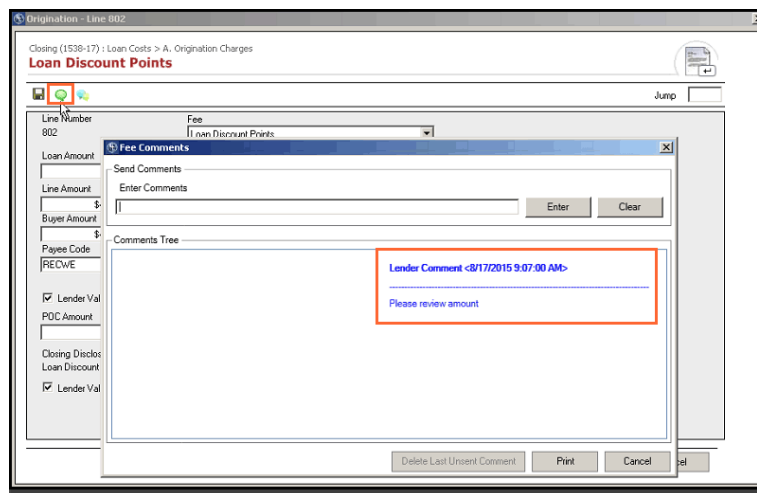 Origination - Line 802
Closing (1538-17) : Loan Costs > A. Origination Charges
Loan Discount Points
Jump
Line Number
Fee
802
Loan Discount Points
Fee Comments
Loan Amount
Send Comments
Enter Comments
Line Amount
$
Enter
Clear
Buyer Amount
$
Comments Tree
Payee Code
RECWE
Lender Comment <8/17/2015 9:07:00 AM>
Please review amount
Lender Val
POC Amount
Closing Disclos
Loan Discount
Lender Val
Delete Last Unsent Comment
Print
Cancel
cel